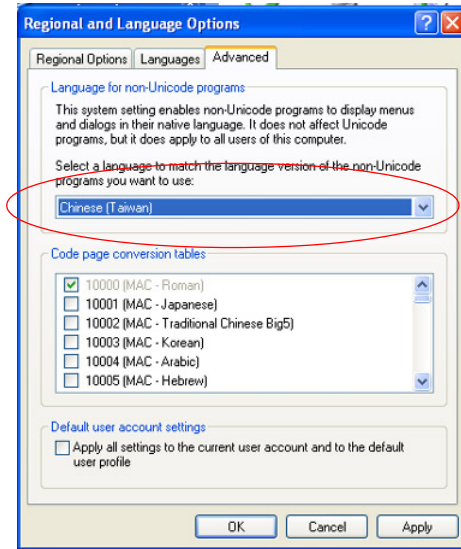 Regional and Language Options
Regional Options Languages Advanced
Language for non-Unicode programs
This system setting enables non-Unicode programs to display menus
and dialogs in their native language. It does not affect Unicode
programs, but it does apply to all users of this computer.
Select a language to match the language version of the non-Unicode
programs you want to use:
Chinese (Taiwan)
Code page conversion tables
10000 (MAC - Roman)
10001 (MAC - Japanese)
10002 (MAC - Traditional Chinese Big5)
10003 (MAC - Korean)
10004 (MAC - Arabic)
10005 (MAC - Hebrew)
Default user account settings
Apply all settings to the current user account and to the default
user profile
OK Cancel Apply